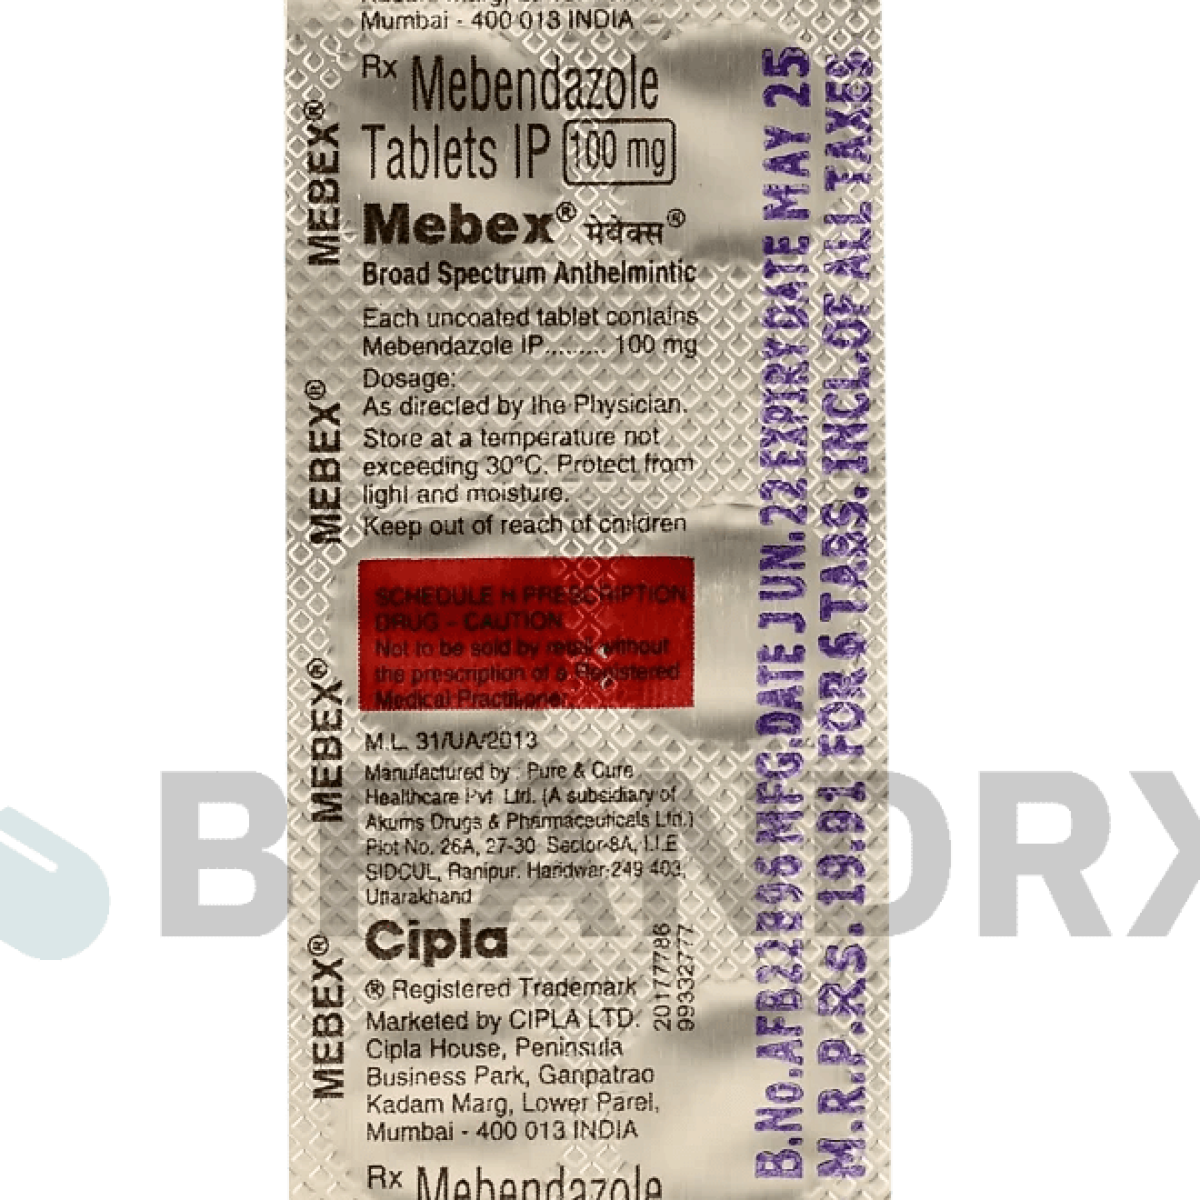 Mumbai - 400 013 INDIA
Rx Mebendazole
Tablets IP 100 mg
Mebex® मेबेक्स®
Broad Spectrum Anthelmintic
Each uncoated tablet contains
Mebendazole IP......... 100 mg
Dosage:
As directed by the Physician.
Store at a temperature not
exceeding 30°C. Protect from
light and moisture.
Keep out of reach of children
SCHEDULE H PRESCRIPTION
DRUG - CAUTION
Not to be sold by retail without
the prescription of a Registered
Medical Practitioner.
M.L. 31/UA/2013
Manufactured by : Pure & Cure
Healthcare Pvt. Ltd. (A subsidiary of
Akums Drugs & Pharmaceuticals Ltd.)
Plot No. 26A, 27-30 Sector-8A, I.I.E
SIDCUL, Ranipur, Haridwar-249 403,
Uttarakhand
Cipla
® Registered Trademark
Marketed by CIPLA LTD.
Cipla House, Peninsula
Business Park, Ganpatrao
Kadam Marg, Lower Parel,
Mumbai - 400 013 INDIA
Rx Mebendazole
20177786
99332777
MEBEX®
MEBEX®
MEBEX®
MEBEX®
B.No.AFB22B96 MFG.DATE JUN.22 EXPIRY DATE MAY 25
M.R.P.RS. 19.91 FOR 6 TABS. INCL.OF ALL TAXES